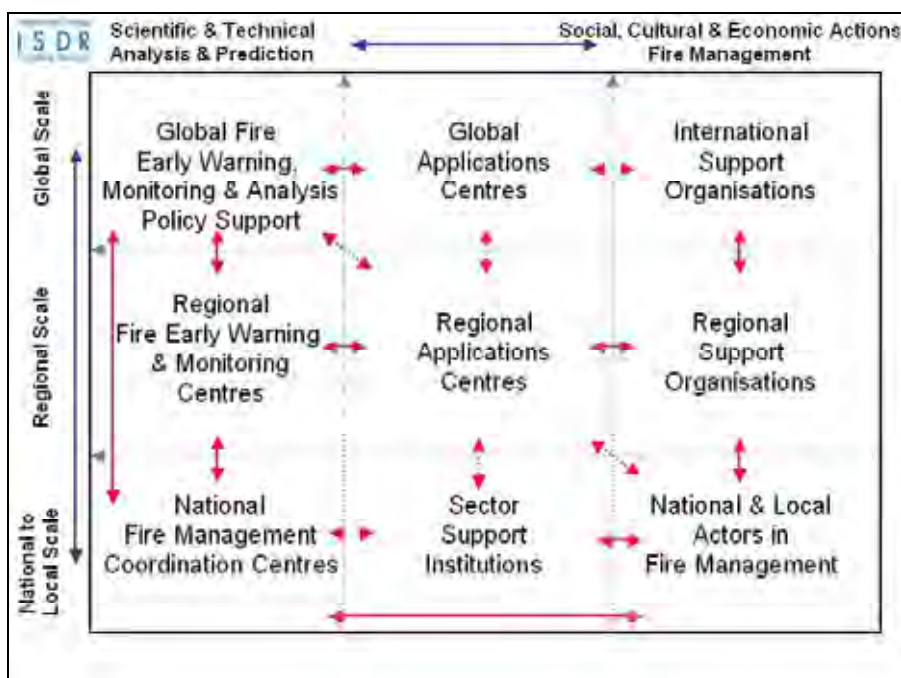 ISDR
Scientific & Technical
Analysis & Prediction
Social, Cultural & Economic Actions
Fire Management
Global Scale
Global Fire
Early Warning,
Monitoring & Analysis
Policy Support
Global
Applications
Centres
International
Support
Organisations
Regional Scale
Regional
Fire Early Warning
& Monitoring
Centres
Regional
Applications
Centres
Regional
Support
Organisations
National to
Local Scale
National
Fire Management
Coordination Centres
Sector
Support
Institutions
National & Local
Actors in
Fire Management